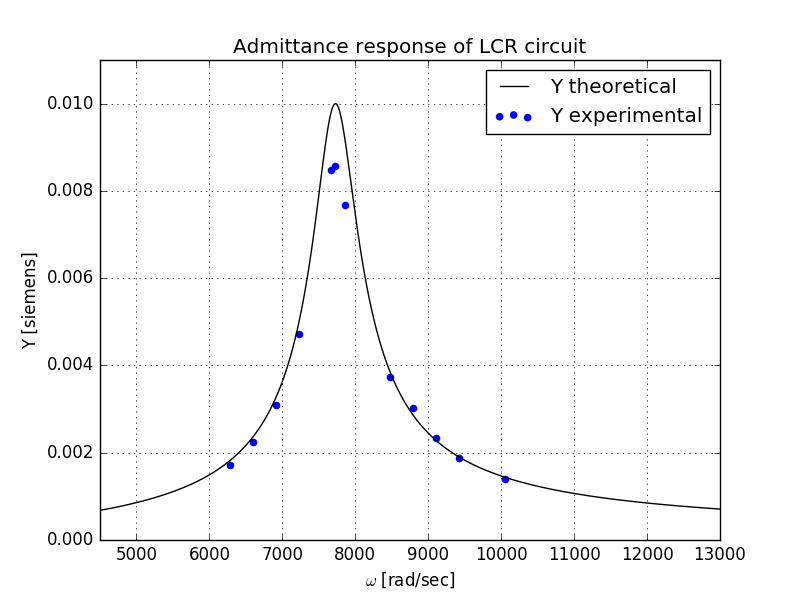 Admittance response of LCR circuit
Y theoretical
Y experimental
Y [siemens]
0.010
0.008
0.006
0.004
0.002
0.000
5000 6000 7000 8000 9000 10000 11000 12000 13000
ω [rad/sec]